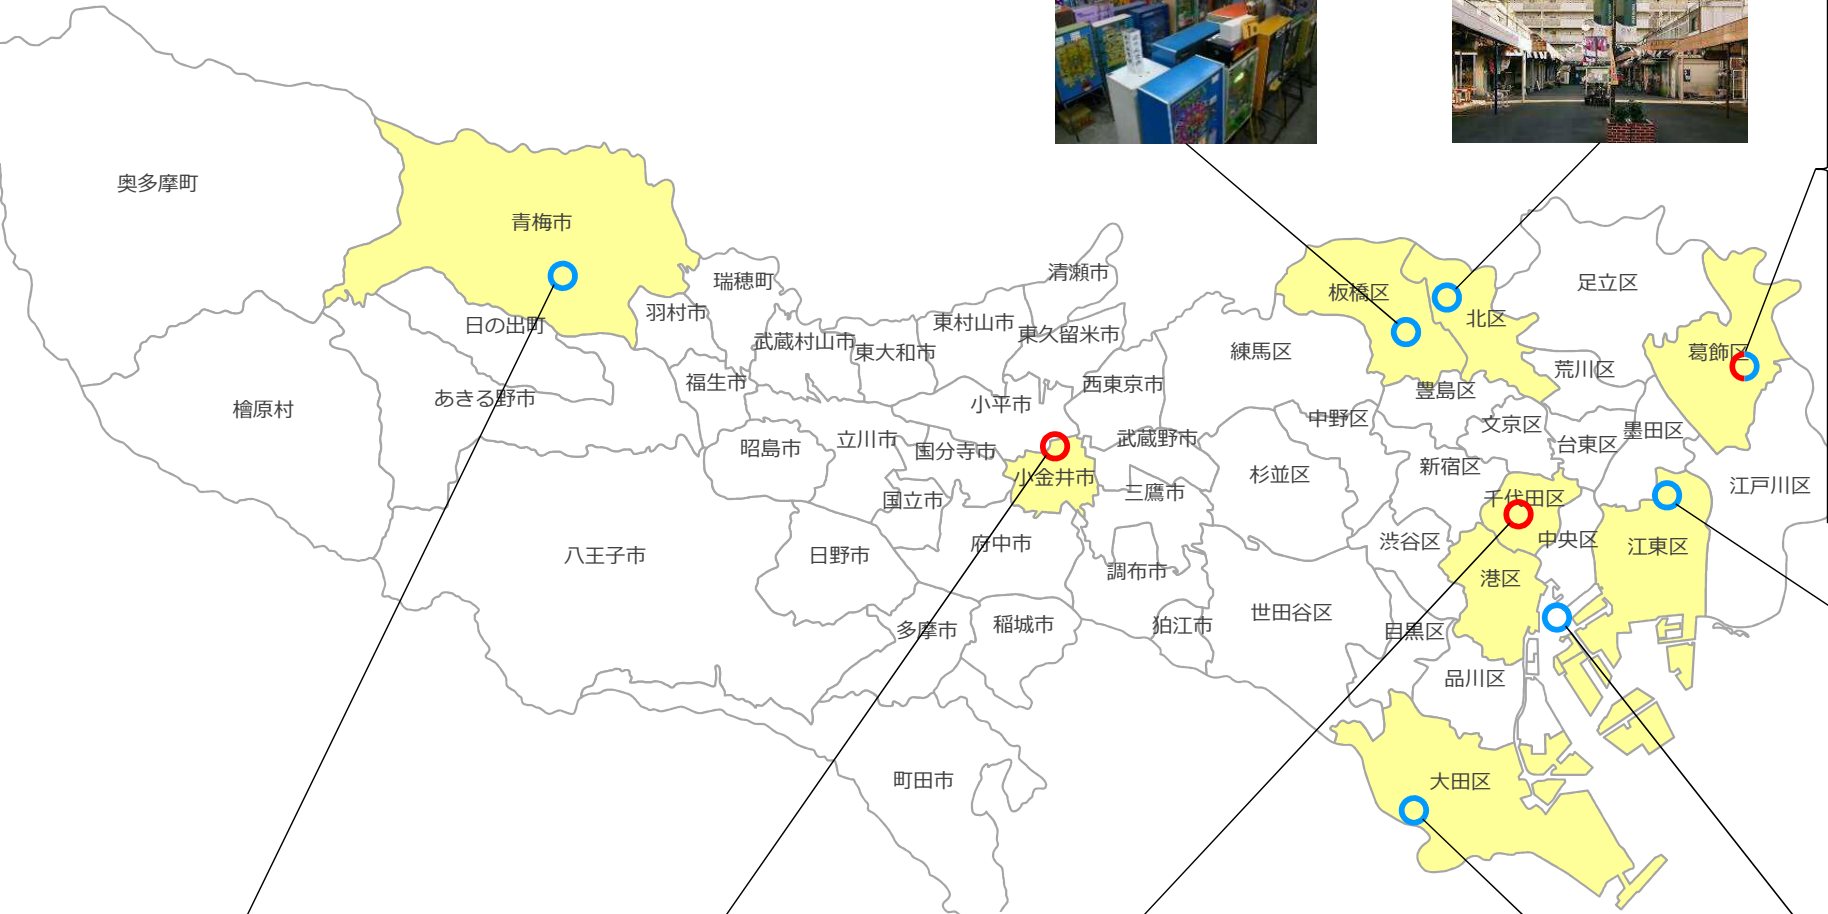 奥多摩町
青梅市
瑞穂町
羽村市
日の出町
檜原村
あきる野市
福生市
武蔵村山市
東大和市
東村山市
清瀬市
東久留米市
西東京市
小平市
昭島市
立川市
国分寺市
小金井市
武蔵野市
三鷹市
国立市
八王子市
日野市
府中市
調布市
多摩市
稲城市
狛江市
町田市
板橋区
北区
足立区
葛飾区
練馬区
豊島区
荒川区
中野区
文京区
台東区
墨田区
杉並区
新宿区
千代田区
江戸川区
渋谷区
中央区
江東区
港区
世田谷区
目黒区
品川区
大田区